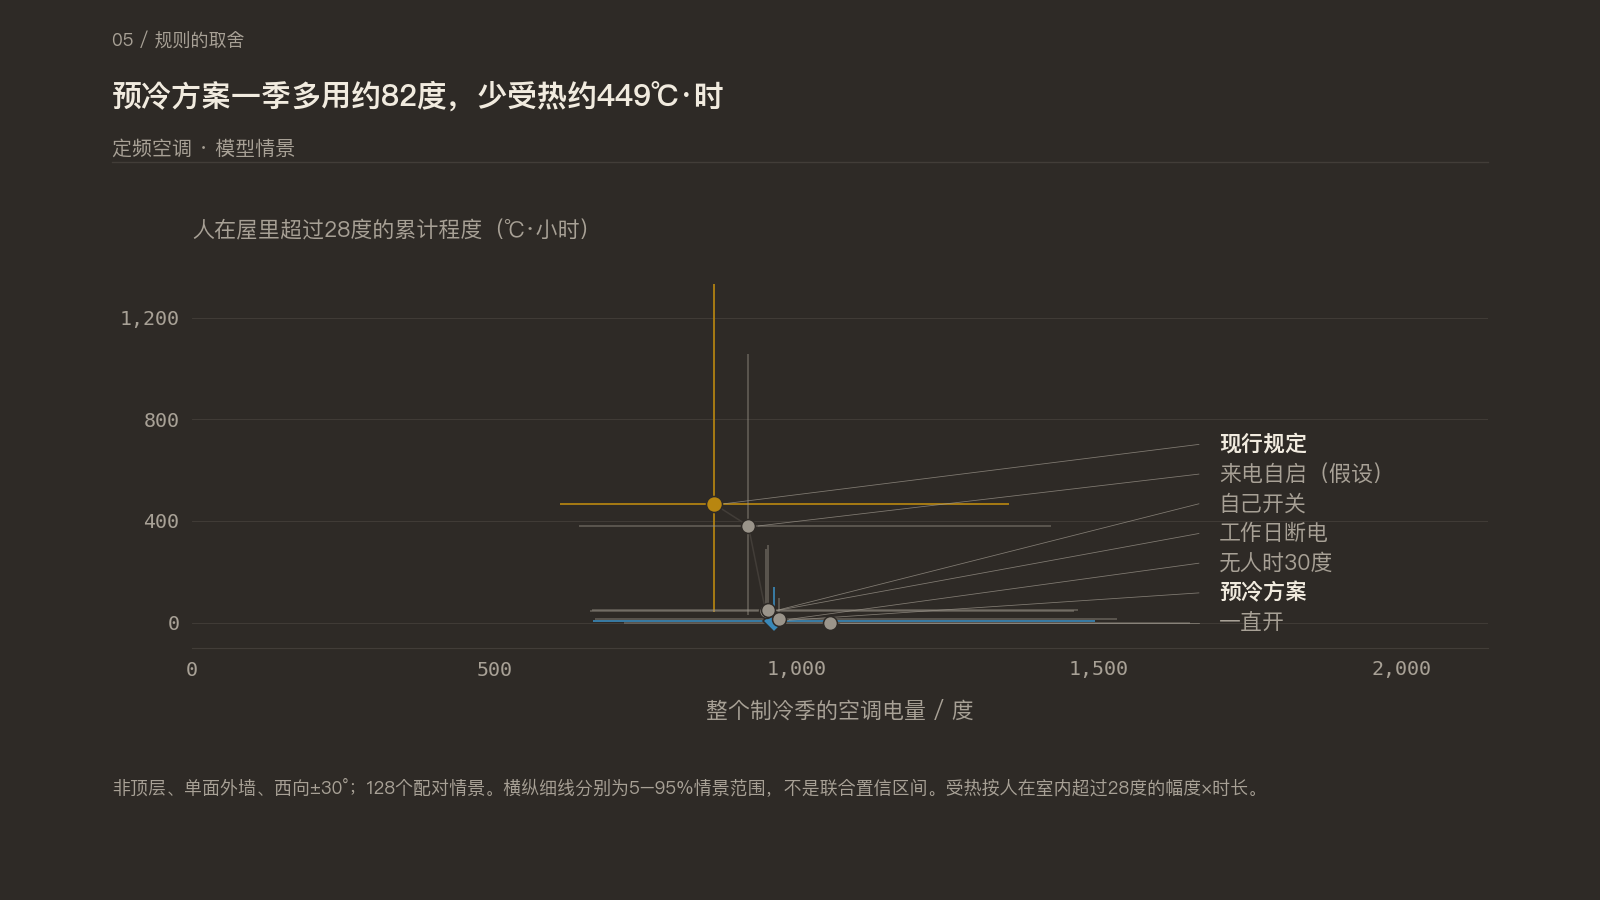 05 / 规则的取舍
预冷方案一季多用约82度，少受热约449℃·时
定频空调 · 模型情景
人在屋里超过28度的累计程度（℃·小时）
1,200
800
400
0
现行规定
来电自启（假设）
自己开关
工作日断电
无人时30度
预冷方案
一直开
0
500
1,000
1,500
2,000
整个制冷季的空调电量 / 度
非顶层、单面外墙、西向±30°；128个配对情景。横纵细线分别为5—95%情景范围，不是联合置信区间。受热按人在室内超过28度的幅度×时长。